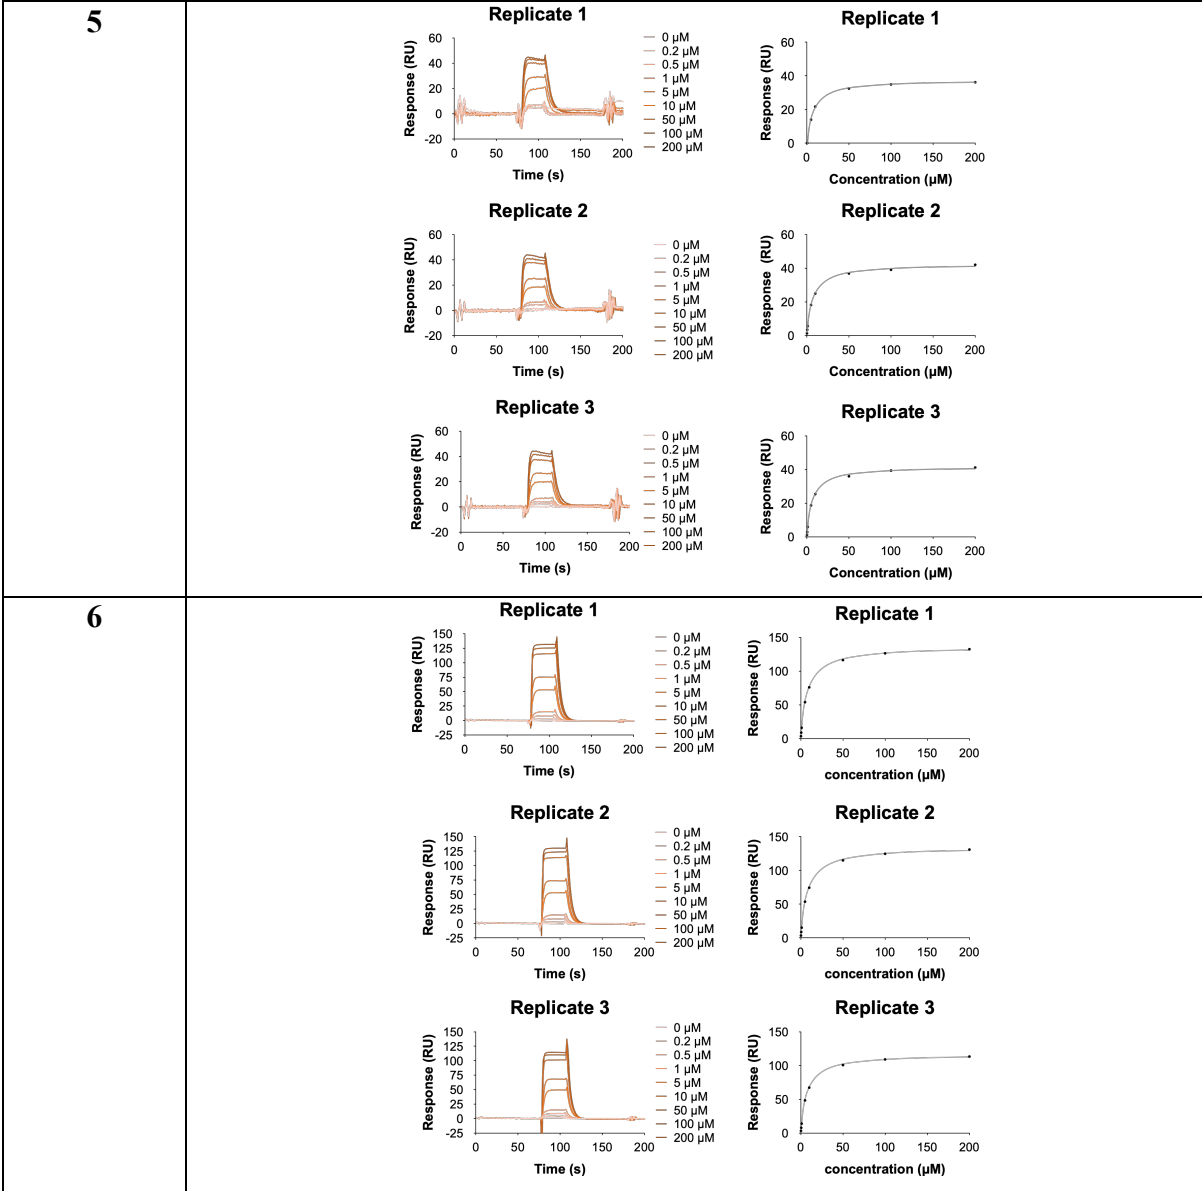 5
Replicate 1
Response (RU)
60
40
20
0
-20
0 50 100 150 200
Time (s)
0 µM
0.2 µM
0.5 µM
1 µM
5 µM
10 µM
50 µM
100 µM
200 µM
Replicate 1
Response (RU)
60
40
20
0
0 50 100 150 200
Concentration (µM)
Replicate 2
Response (RU)
60
40
20
0
-20
0 50 100 150 200
Time (s)
0 µM
0.2 µM
0.5 µM
1 µM
5 µM
10 µM
50 µM
100 µM
200 µM
Replicate 2
Response (RU)
60
40
20
0
0 50 100 150 200
Concentration (µM)
Replicate 3
Response (RU)
60
40
20
0
-20
0 50 100 150 200
Time (s)
0 µM
0.2 µM
0.5 µM
1 µM
5 µM
10 µM
50 µM
100 µM
200 µM
Replicate 3
Response (RU)
60
40
20
0
0 50 100 150 200
Concentration (µM)
6
Replicate 1
Response (RU)
150
125
100
75
50
25
0
-25
0 50 100 150 200
Time (s)
0 µM
0.2 µM
0.5 µM
1 µM
5 µM
10 µM
50 µM
100 µM
200 µM
Replicate 1
Response (RU)
150
100
50
0
0 50 100 150 200
concentration (µM)
Replicate 2
Response (RU)
150
125
100
75
50
25
0
-25
0 50 100 150 200
Time (s)
0 µM
0.2 µM
0.5 µM
1 µM
5 µM
10 µM
50 µM
100 µM
200 µM
Replicate 2
Response (RU)
150
100
50
0
0 50 100 150 200
concentration (µM)
Replicate 3
Response (RU)
150
125
100
75
50
25
0
-25
0 50 100 150 200
Time (s)
0 µM
0.2 µM
0.5 µM
1 µM
5 µM
10 µM
50 µM
100 µM
200 µM
Replicate 3
Response (RU)
150
100
50
0
0 50 100 150 200
concentration (µM)